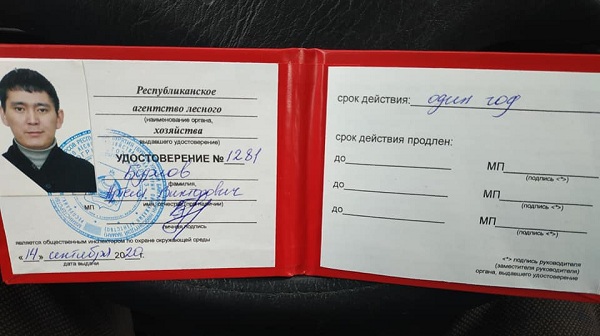 Республиканское
агентство лесного
(наименование органа,
хозяйства
выдавшего удостоверение)
УДОСТОВЕРЕНИЕ № 1281
фамилия,
Викторович
имя, отчество (при наличии)
МП
личная подпись
является общественным инспектором по охране окружающей среды
«14» сентября 2020г.
дата выдачи
срок действия: один год
срок действия продлен:
до МП
(подпись <*>)
до МП
(подпись <*>)
до МП
(подпись <*>)
<*> подпись руководителя
(заместителя руководителя)
органа, выдавшего удостоверение